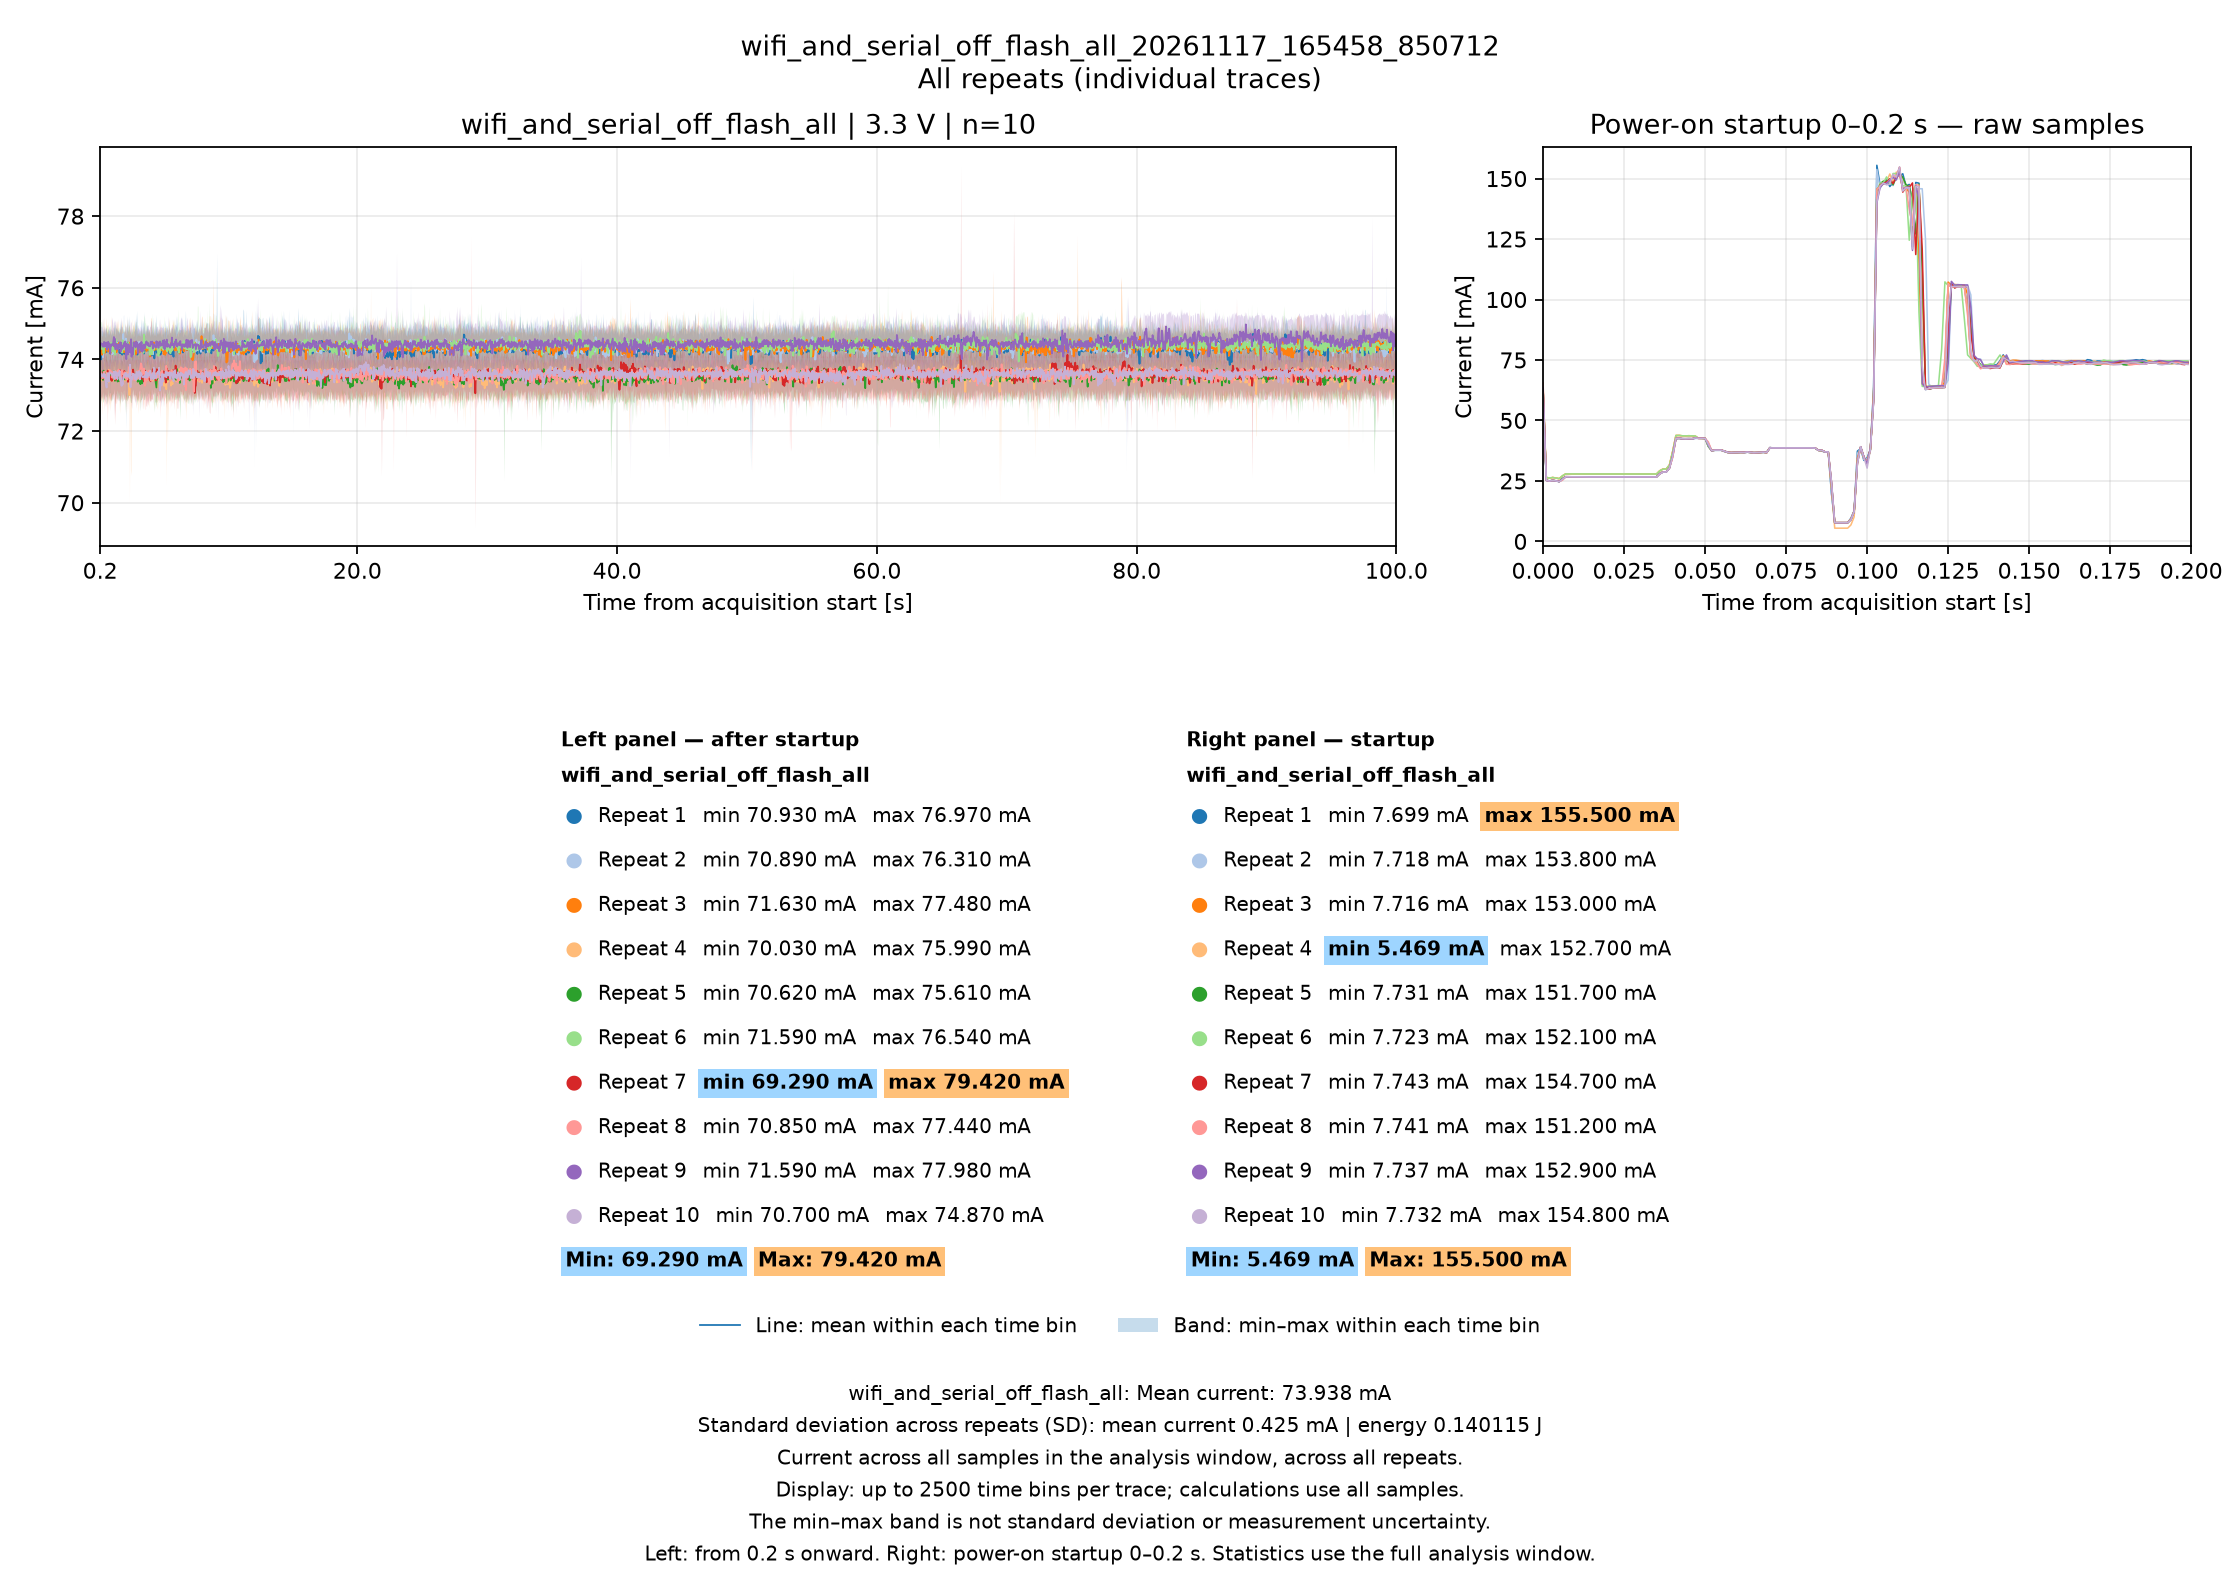 wifi_and_serial_off_flash_all_20261117_165458_850712
All repeats (individual traces)
wifi_and_serial_off_flash_all | 3.3 V | n=10
Current [mA]
78
76
74
72
70
0.2 20.0 40.0 60.0 80.0 100.0
Time from acquisition start [s]
Power-on startup 0–0.2 s — raw samples
Current [mA]
150
125
100
75
50
25
0
0.000 0.025 0.050 0.075 0.100 0.125 0.150 0.175 0.200
Time from acquisition start [s]
Left panel — after startup
wifi_and_serial_off_flash_all
Repeat 1 min 70.930 mA max 76.970 mA
Repeat 2 min 70.890 mA max 76.310 mA
Repeat 3 min 71.630 mA max 77.480 mA
Repeat 4 min 70.030 mA max 75.990 mA
Repeat 5 min 70.620 mA max 75.610 mA
Repeat 6 min 71.590 mA max 76.540 mA
Repeat 7 min 69.290 mA max 79.420 mA
Repeat 8 min 70.850 mA max 77.440 mA
Repeat 9 min 71.590 mA max 77.980 mA
Repeat 10 min 70.700 mA max 74.870 mA
Min: 69.290 mA Max: 79.420 mA
Right panel — startup
wifi_and_serial_off_flash_all
Repeat 1 min 7.699 mA max 155.500 mA
Repeat 2 min 7.718 mA max 153.800 mA
Repeat 3 min 7.716 mA max 153.000 mA
Repeat 4 min 5.469 mA max 152.700 mA
Repeat 5 min 7.731 mA max 151.700 mA
Repeat 6 min 7.723 mA max 152.100 mA
Repeat 7 min 7.743 mA max 154.700 mA
Repeat 8 min 7.741 mA max 151.200 mA
Repeat 9 min 7.737 mA max 152.900 mA
Repeat 10 min 7.732 mA max 154.800 mA
Min: 5.469 mA Max: 155.500 mA
Line: mean within each time bin
Band: min–max within each time bin
wifi_and_serial_off_flash_all: Mean current: 73.938 mA
Standard deviation across repeats (SD): mean current 0.425 mA | energy 0.140115 J
Current across all samples in the analysis window, across all repeats.
Display: up to 2500 time bins per trace; calculations use all samples.
The min–max band is not standard deviation or measurement uncertainty.
Left: from 0.2 s onward. Right: power-on startup 0–0.2 s. Statistics use the full analysis window.